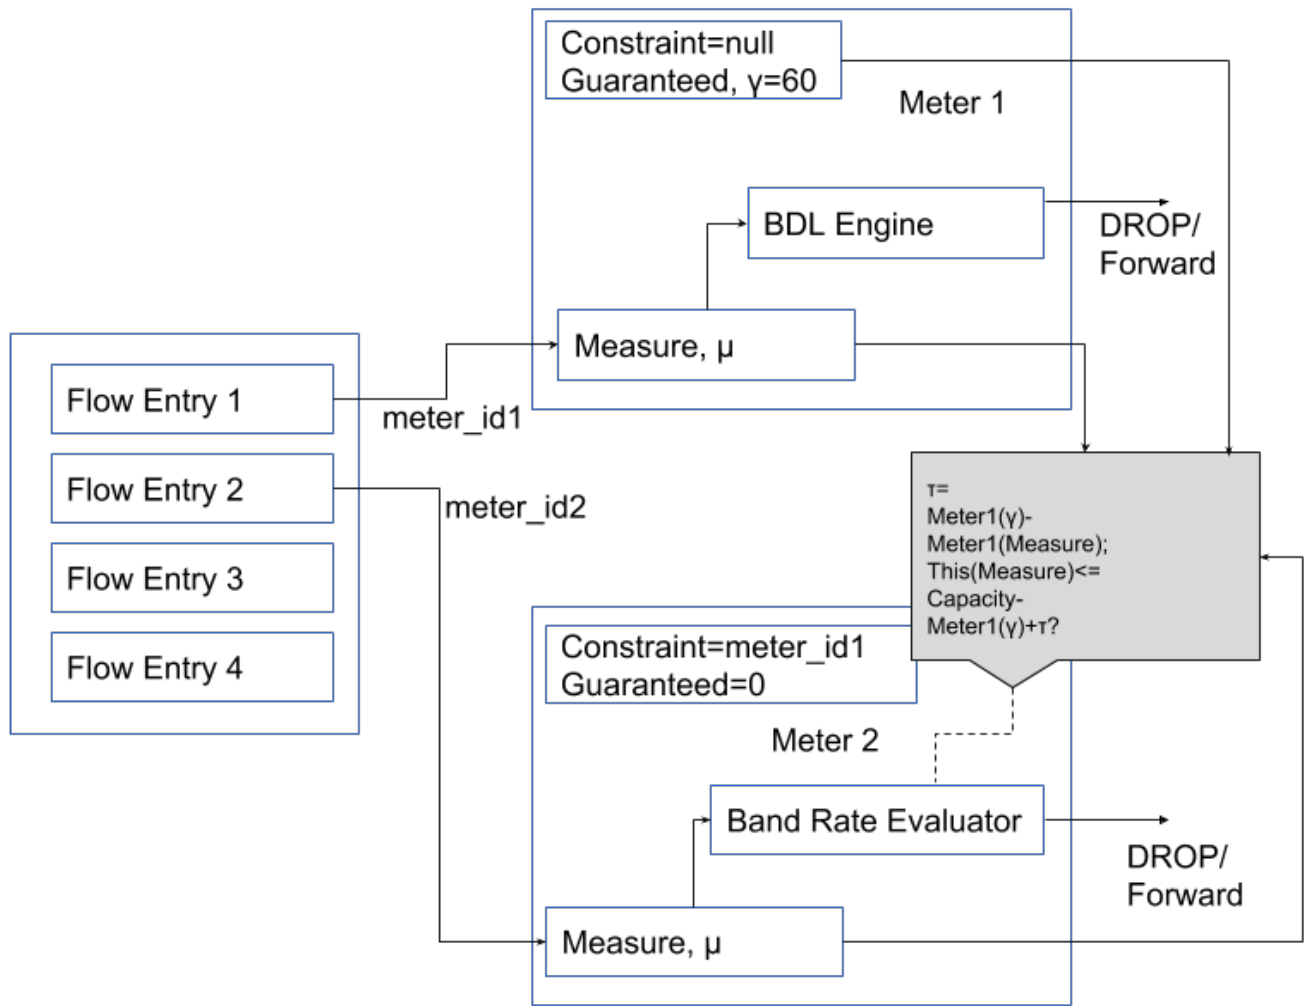 Constraint=null
Guaranteed, γ=60
Meter 1
BDL Engine
DROP/
Forward
Measure, μ
Flow Entry 1
meter_id1
Flow Entry 2
meter_id2
Flow Entry 3
Flow Entry 4
τ=
Meter1(γ)-
Meter1(Measure);
This(Measure)<=
Capacity-
Meter1(γ)+τ?
Constraint=meter_id1
Guaranteed=0
Meter 2
Band Rate Evaluator
DROP/
Forward
Measure, μ